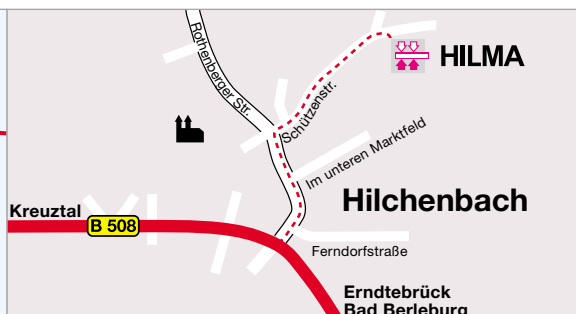 Rothenberger Str.
HILMA
Schützenstr.
Im unteren Marktfeld
Hilchenbach
Kreuztal
B 508
Ferndorfstraße
Erndtebrück
Bad Berleburg